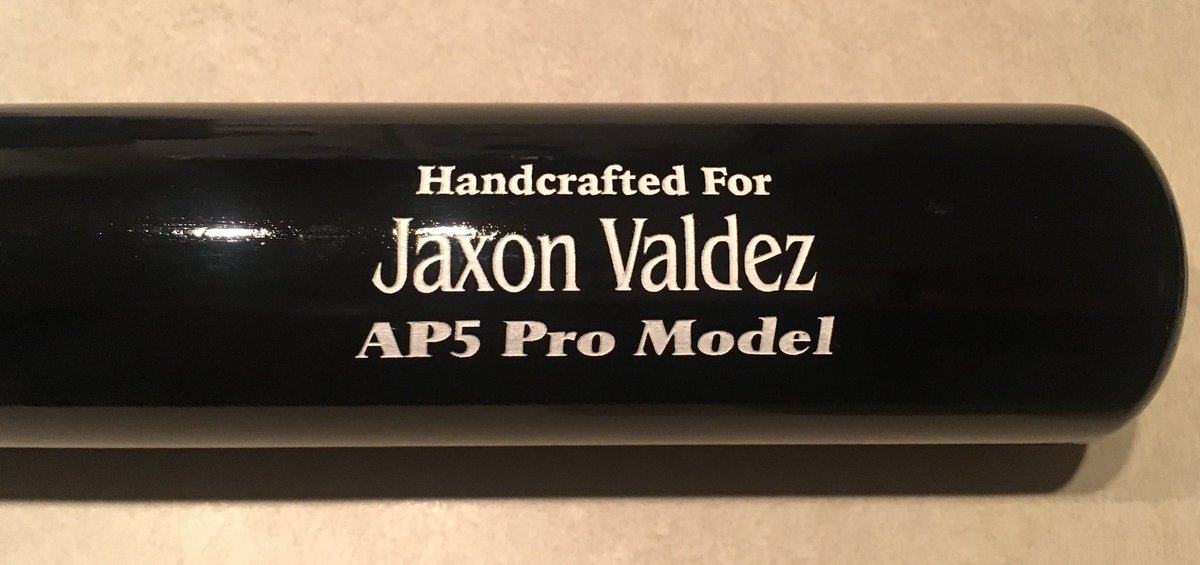 Handcrafted For
Jaxon Valdez
AP5 Pro Model